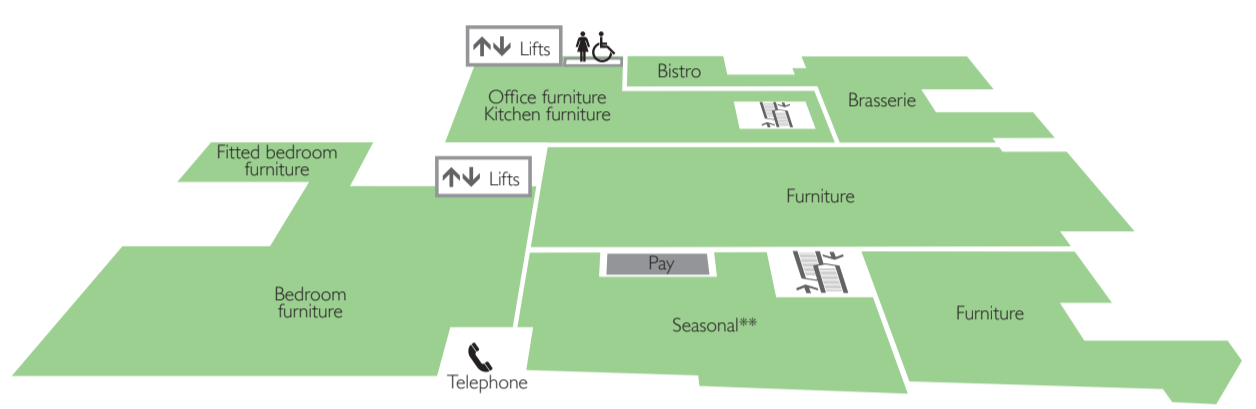 Lifts
Bistro
Office furniture
Kitchen furniture
Brasserie
Fitted bedroom
furniture
Lifts
Furniture
Pay
Bedroom
furniture
Seasonal**
Furniture
Telephone